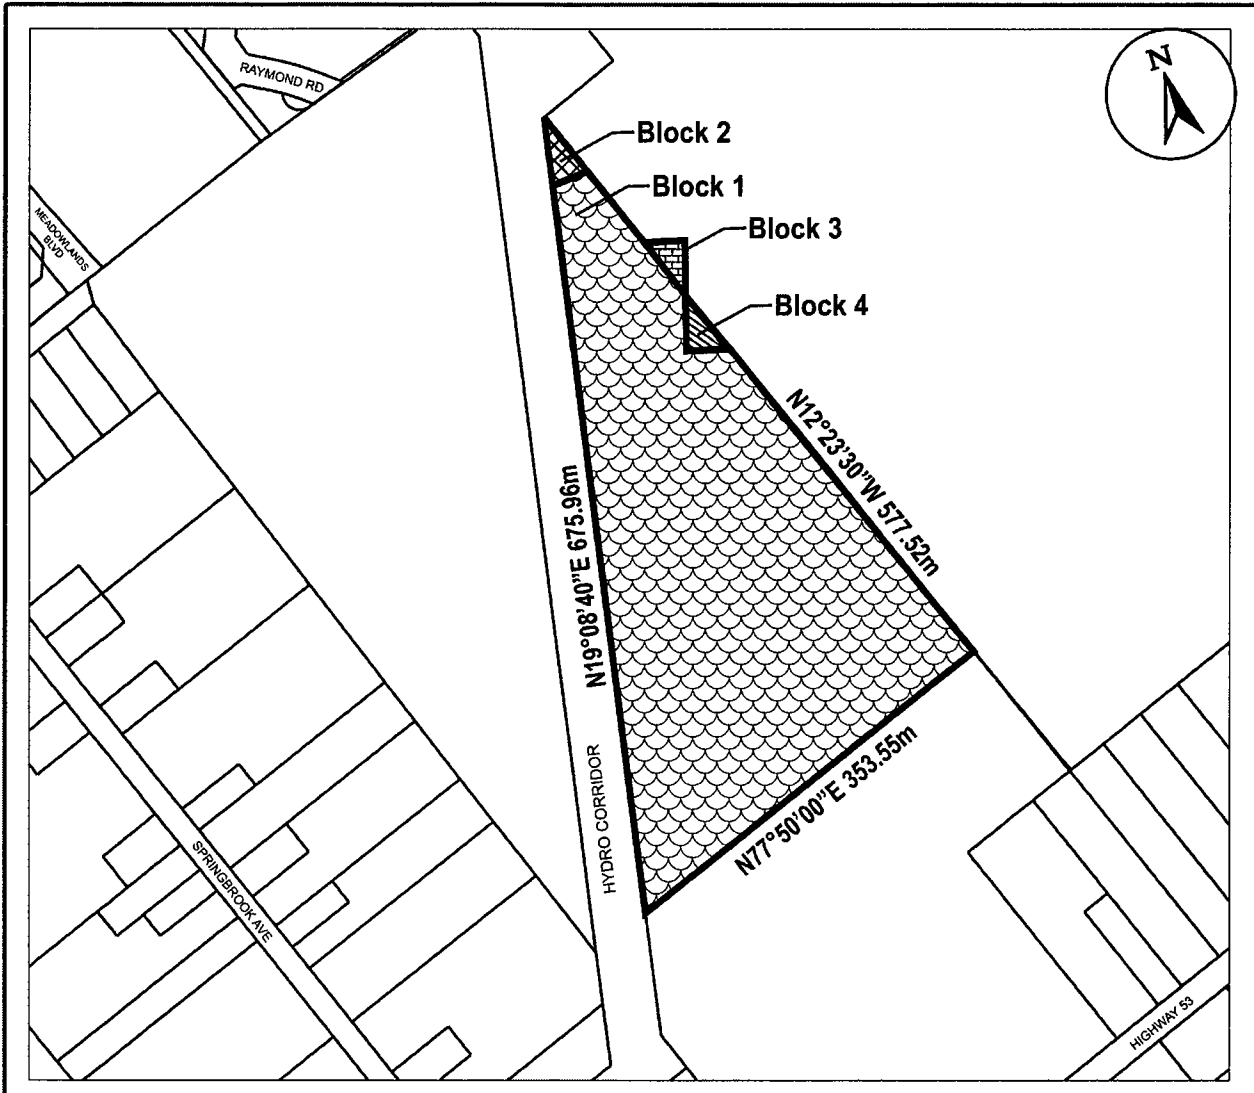 RAYMOND RD
N
Block 2
Block 1
MEADOWLANDS
BLVD
Block 3
Block 4
N12°23'30"W 577.52m
N19°08'40"E 675.96m
HYDRO CORRIDOR
N77°50'00"E 353.55m
SPRINGBROOK AVE
HIGHWAY 53